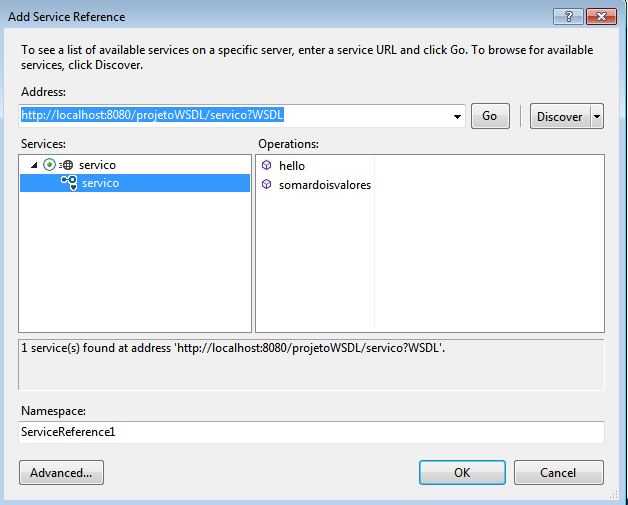 Add Service Reference
To see a list of available services on a specific server, enter a service URL and click Go. To browse for available
services, click Discover.
Address:
http://localhost:8080/projetoWSDL/servico?WSDL
Go
Discover
Services:
Operations:
servico
servico
hello
somardoisvalores
1 service(s) found at address 'http://localhost:8080/projetoWSDL/servico?WSDL'.
Namespace:
ServiceReference1
Advanced...
OK
Cancel